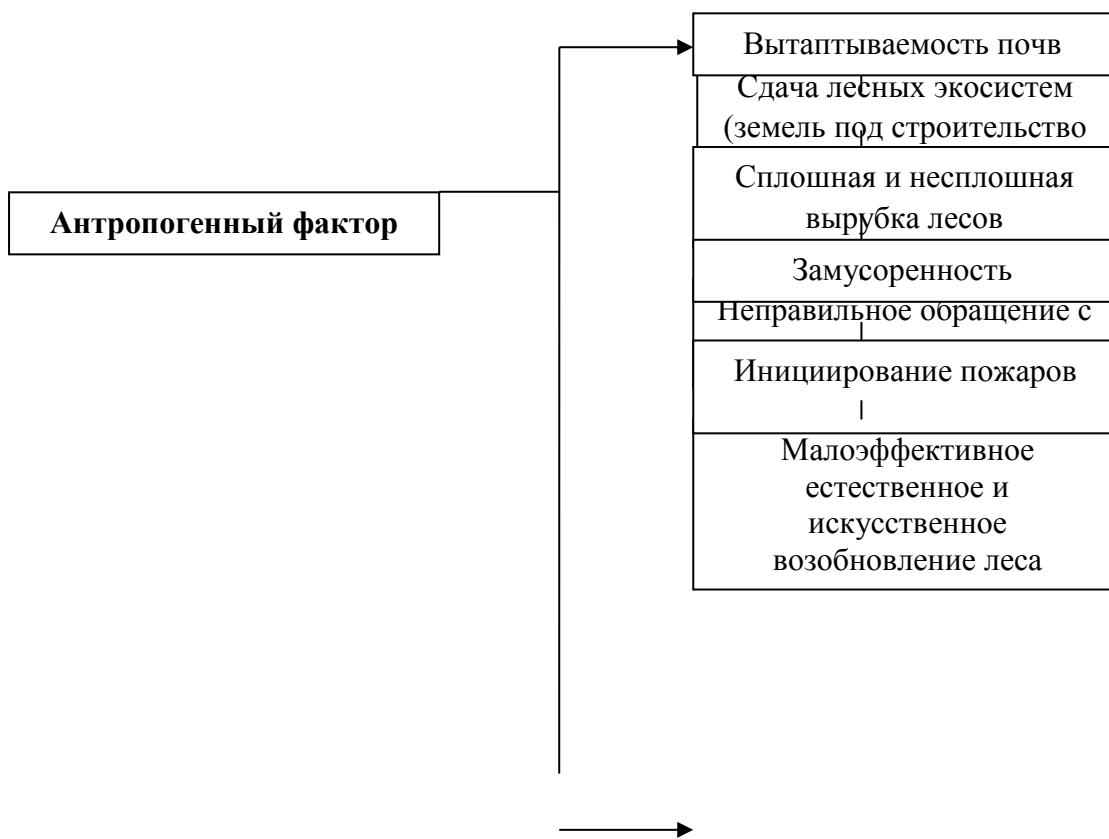 Вытаптываемость почв
Сдача лесных экосистем
(земель под строительство
Антропогенный фактор
Сплошная и несплошная
вырубка лесов
Замусоренность
Неправильное обращение с
Инициирование пожаров
Малоэффективное
естественное и
искусственное
возобновление леса